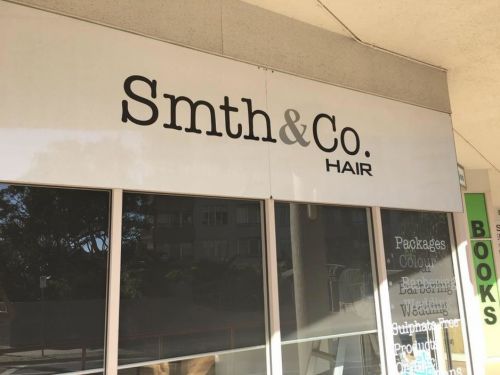 Smth&Co.
HAIR
Packages
Colour
Barbering
Wedding
Sulphate Free
Products
BOOKS